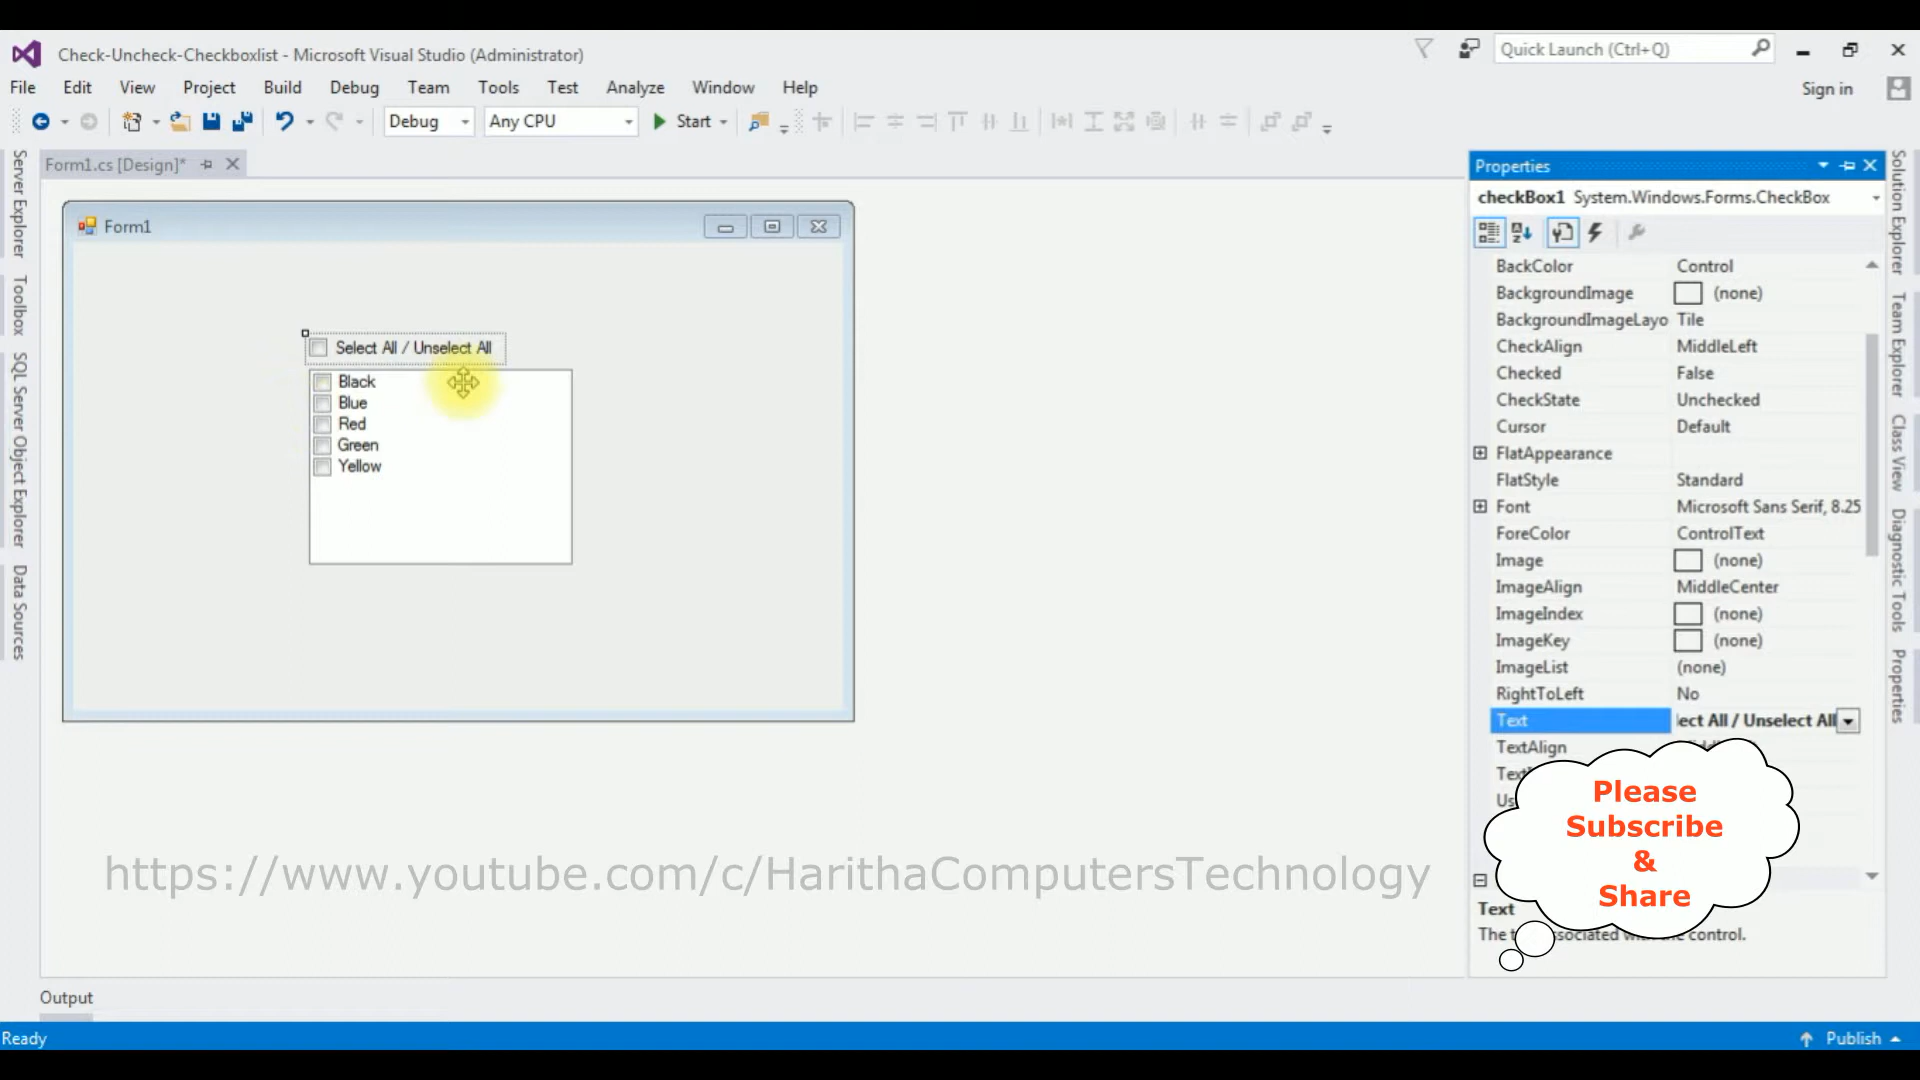 Check-Uncheck-Checkboxlist - Microsoft Visual Studio (Administrator)
Quick Launch (Ctrl+Q)
File Edit View Project Build Debug Team Tools Test Analyze Window Help
Sign in
Debug Any CPU Start
Form1.cs [Design]*
Server Explorer
Toolbox
SQL Server Object Explorer
Data Sources
Form1
Select All / Unselect All
Black
Blue
Red
Green
Yellow
Properties
checkBox1 System.Windows.Forms.CheckBox
BackColor Control
BackgroundImage (none)
BackgroundImageLayo Tile
CheckAlign MiddleLeft
Checked False
CheckState Unchecked
Cursor Default
FlatAppearance
FlatStyle Standard
Font Microsoft Sans Serif, 8.25
ForeColor ControlText
Image (none)
ImageAlign MiddleCenter
ImageIndex (none)
ImageKey (none)
ImageList (none)
RightToLeft No
Text ect All / Unselect All
TextAlign
Text
The control.
Please
Subscribe
&
Share
Solution Explorer
Team Explorer
Class View
Diagnostic Tools
Properties
https://www.youtube.com/c/HarithaComputersTechnology
Output
Ready
Publish